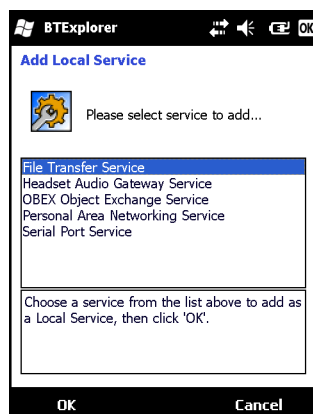 BTExplorer OK
Add Local Service
Please select service to add...
File Transfer Service
Headset Audio Gateway Service
OBEX Object Exchange Service
Personal Area Networking Service
Serial Port Service
Choose a service from the list above to add as
a Local Service, then click 'OK'.
OK Cancel